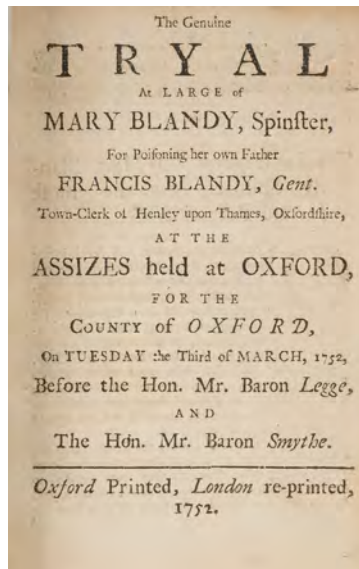 The Genuine
TRYAL
At LARGE of
MARY BLANDY, Spinſter,
For Poiſoning her own Father
FRANCIS BLANDY, Gent.
Town-Clerk of Henley upon Thames, Oxfordſhire,
AT THE
ASSIZES held at OXFORD,
FOR THE
COUNTY of OXFORD,
On TUESDAY the Third of MARCH, 1752,
Before the Hon. Mr. Baron Legge,
AND
The Hon. Mr. Baron Smythe.
Oxford Printed, London re-printed,
1752.